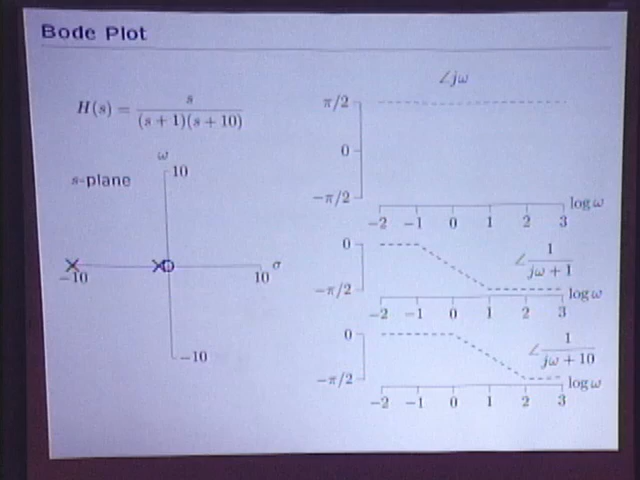 Bode Plot
H(s) = s / (s + 1)(s + 10)
s-plane
ω
10
-10
10
σ
-10
∠jω
π/2
0
-π/2
log ω
-2 -1 0 1 2 3
0
∠ 1 / jω + 1
-π/2
log ω
-2 -1 0 1 2 3
0
∠ 1 / jω + 10
-π/2
log ω
-2 -1 0 1 2 3